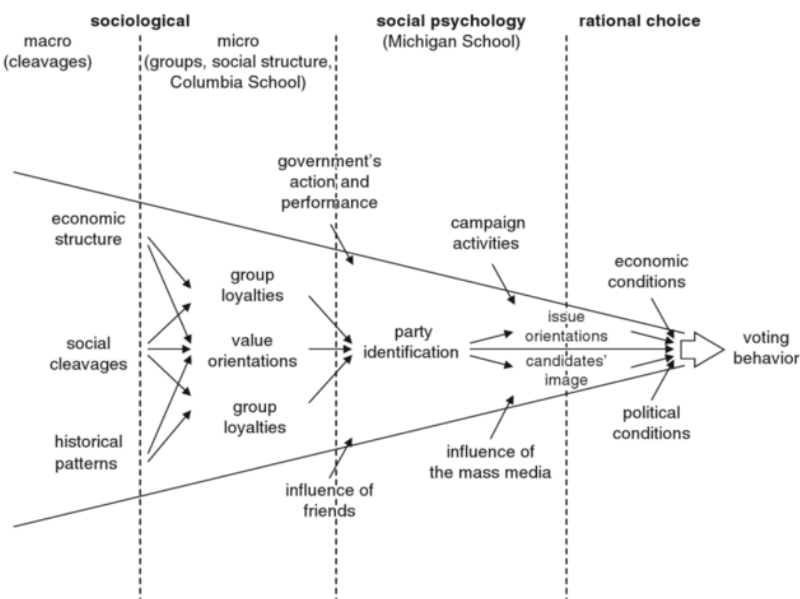 sociological
social psychology
rational choice
macro
(cleavages)
micro
(groups, social structure,
Columbia School)
(Michigan School)
government's
action and
performance
campaign
activities
economic
structure
economic
conditions
group
loyalties
issue
orientations
social
cleavages
value
orientations
party
identification
candidates'
image
voting
behavior
group
loyalties
political
conditions
historical
patterns
influence of
the mass media
influence of
friends